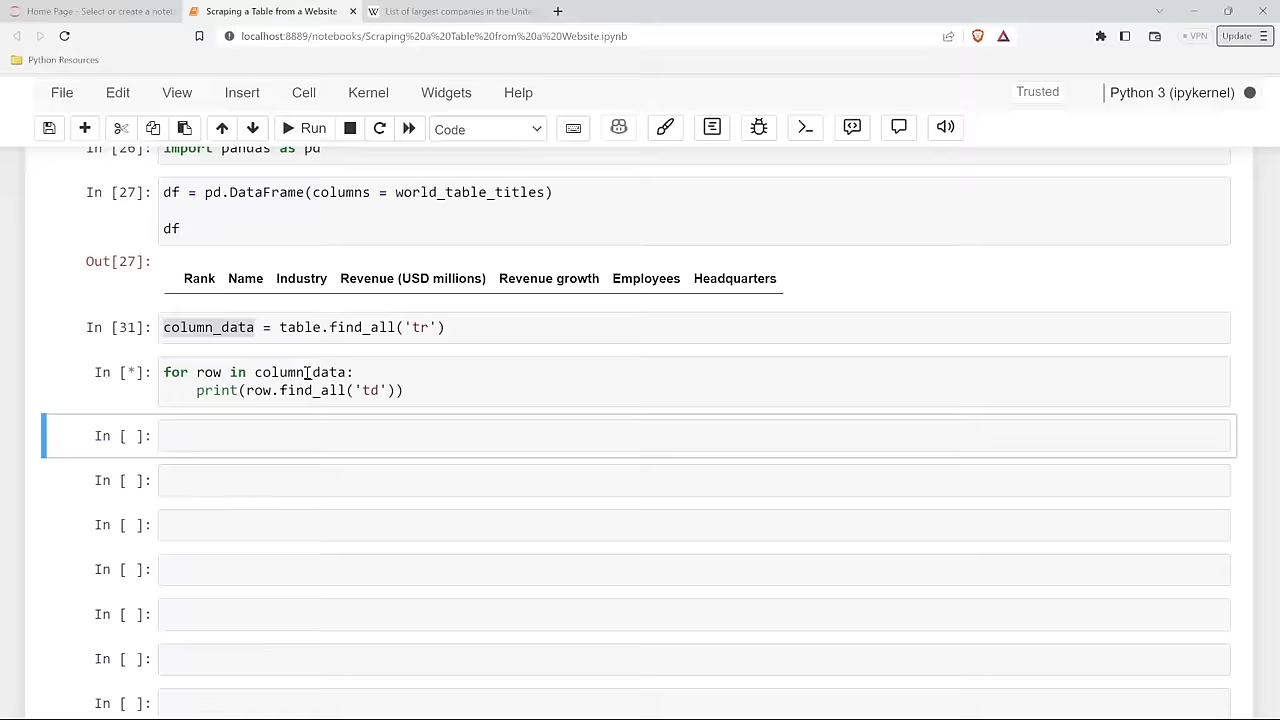 Home Page - Select or create a note
Scraping a Table from a Website
List of largest companies in the Unite
localhost:8889/notebooks/Scraping%20a%20Table%20from%20a%20Website.ipynb
VPN
Update
Python Resources
File Edit View Insert Cell Kernel Widgets Help
Trusted
Python 3 (ipykernel)
Run
Code
In [26]: import pandas as pd
In [27]: df = pd.DataFrame(columns = world_table_titles)
df
Out[27]:
Rank Name Industry Revenue (USD millions) Revenue growth Employees Headquarters
In [31]: column_data = table.find_all('tr')
In [*]: for row in column_data:
print(row.find_all('td'))
In [ ]:
In [ ]:
In [ ]:
In [ ]:
In [ ]:
In [ ]:
In [ ]: